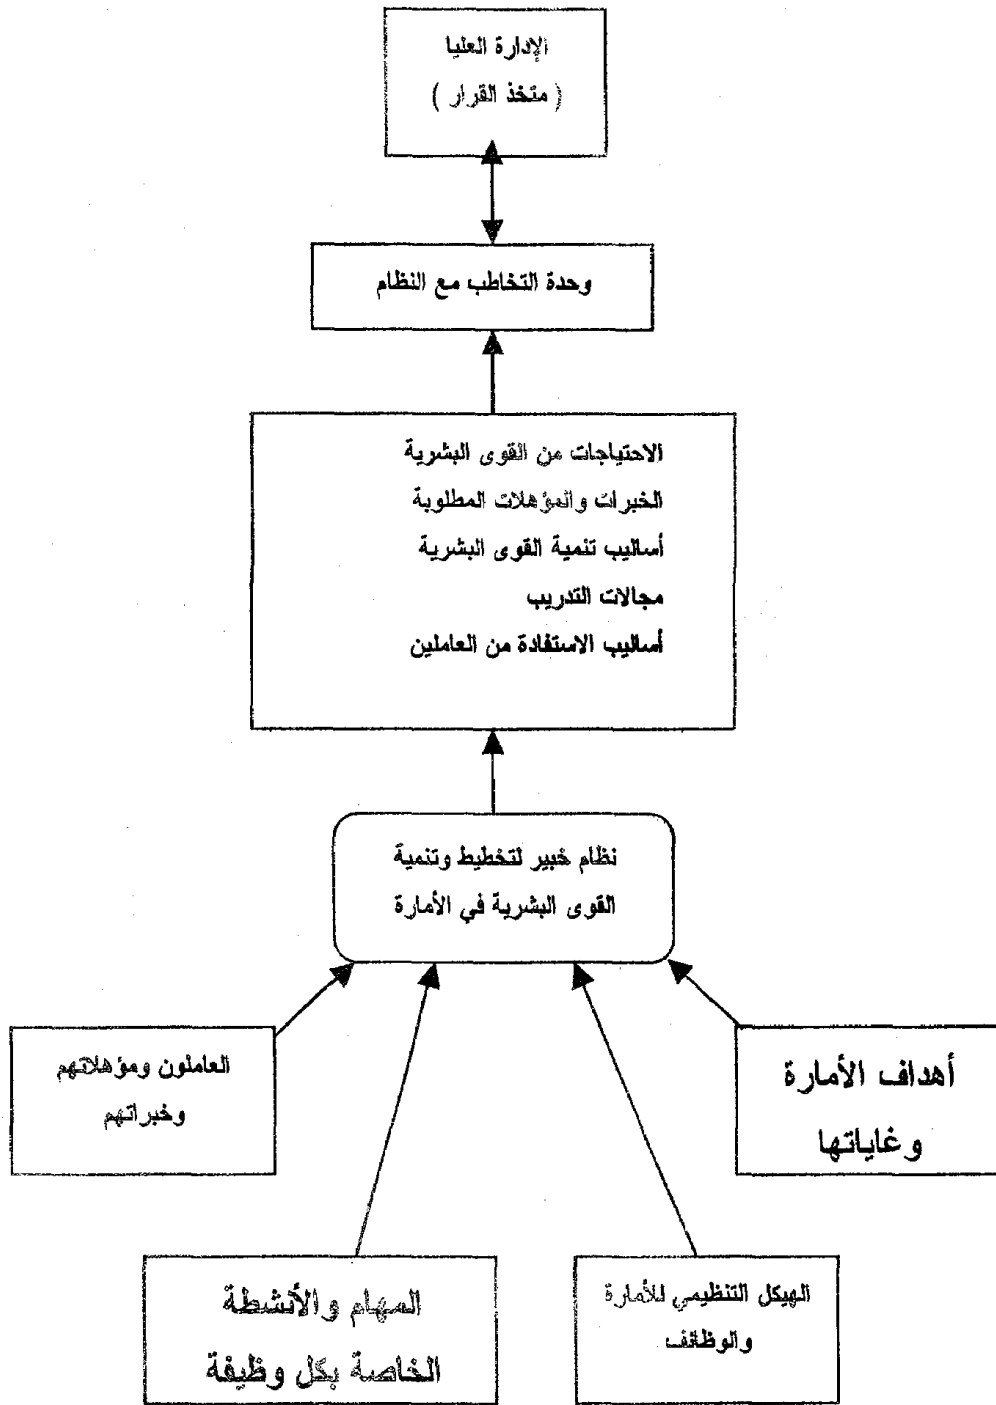 الإدارة العليا
( متخذ القرار )
وحدة التخاطب مع النظام
الاحتياجات من القوى البشرية
الخبرات والمؤهلات المطلوبة
أساليب تنمية القوى البشرية
مجالات التدريب
أساليب الاستفادة من العاملين
نظام خبير لتخطيط وتنمية
القوى البشرية في الأمارة
أهداف الأمارة
وغاياتها
العاملون ومؤهلاتهم
وخبراتهم
الهيكل التنظيمي للأمارة
والوظائف
المهام والأنشطة
الخاصة بكل وظيفة